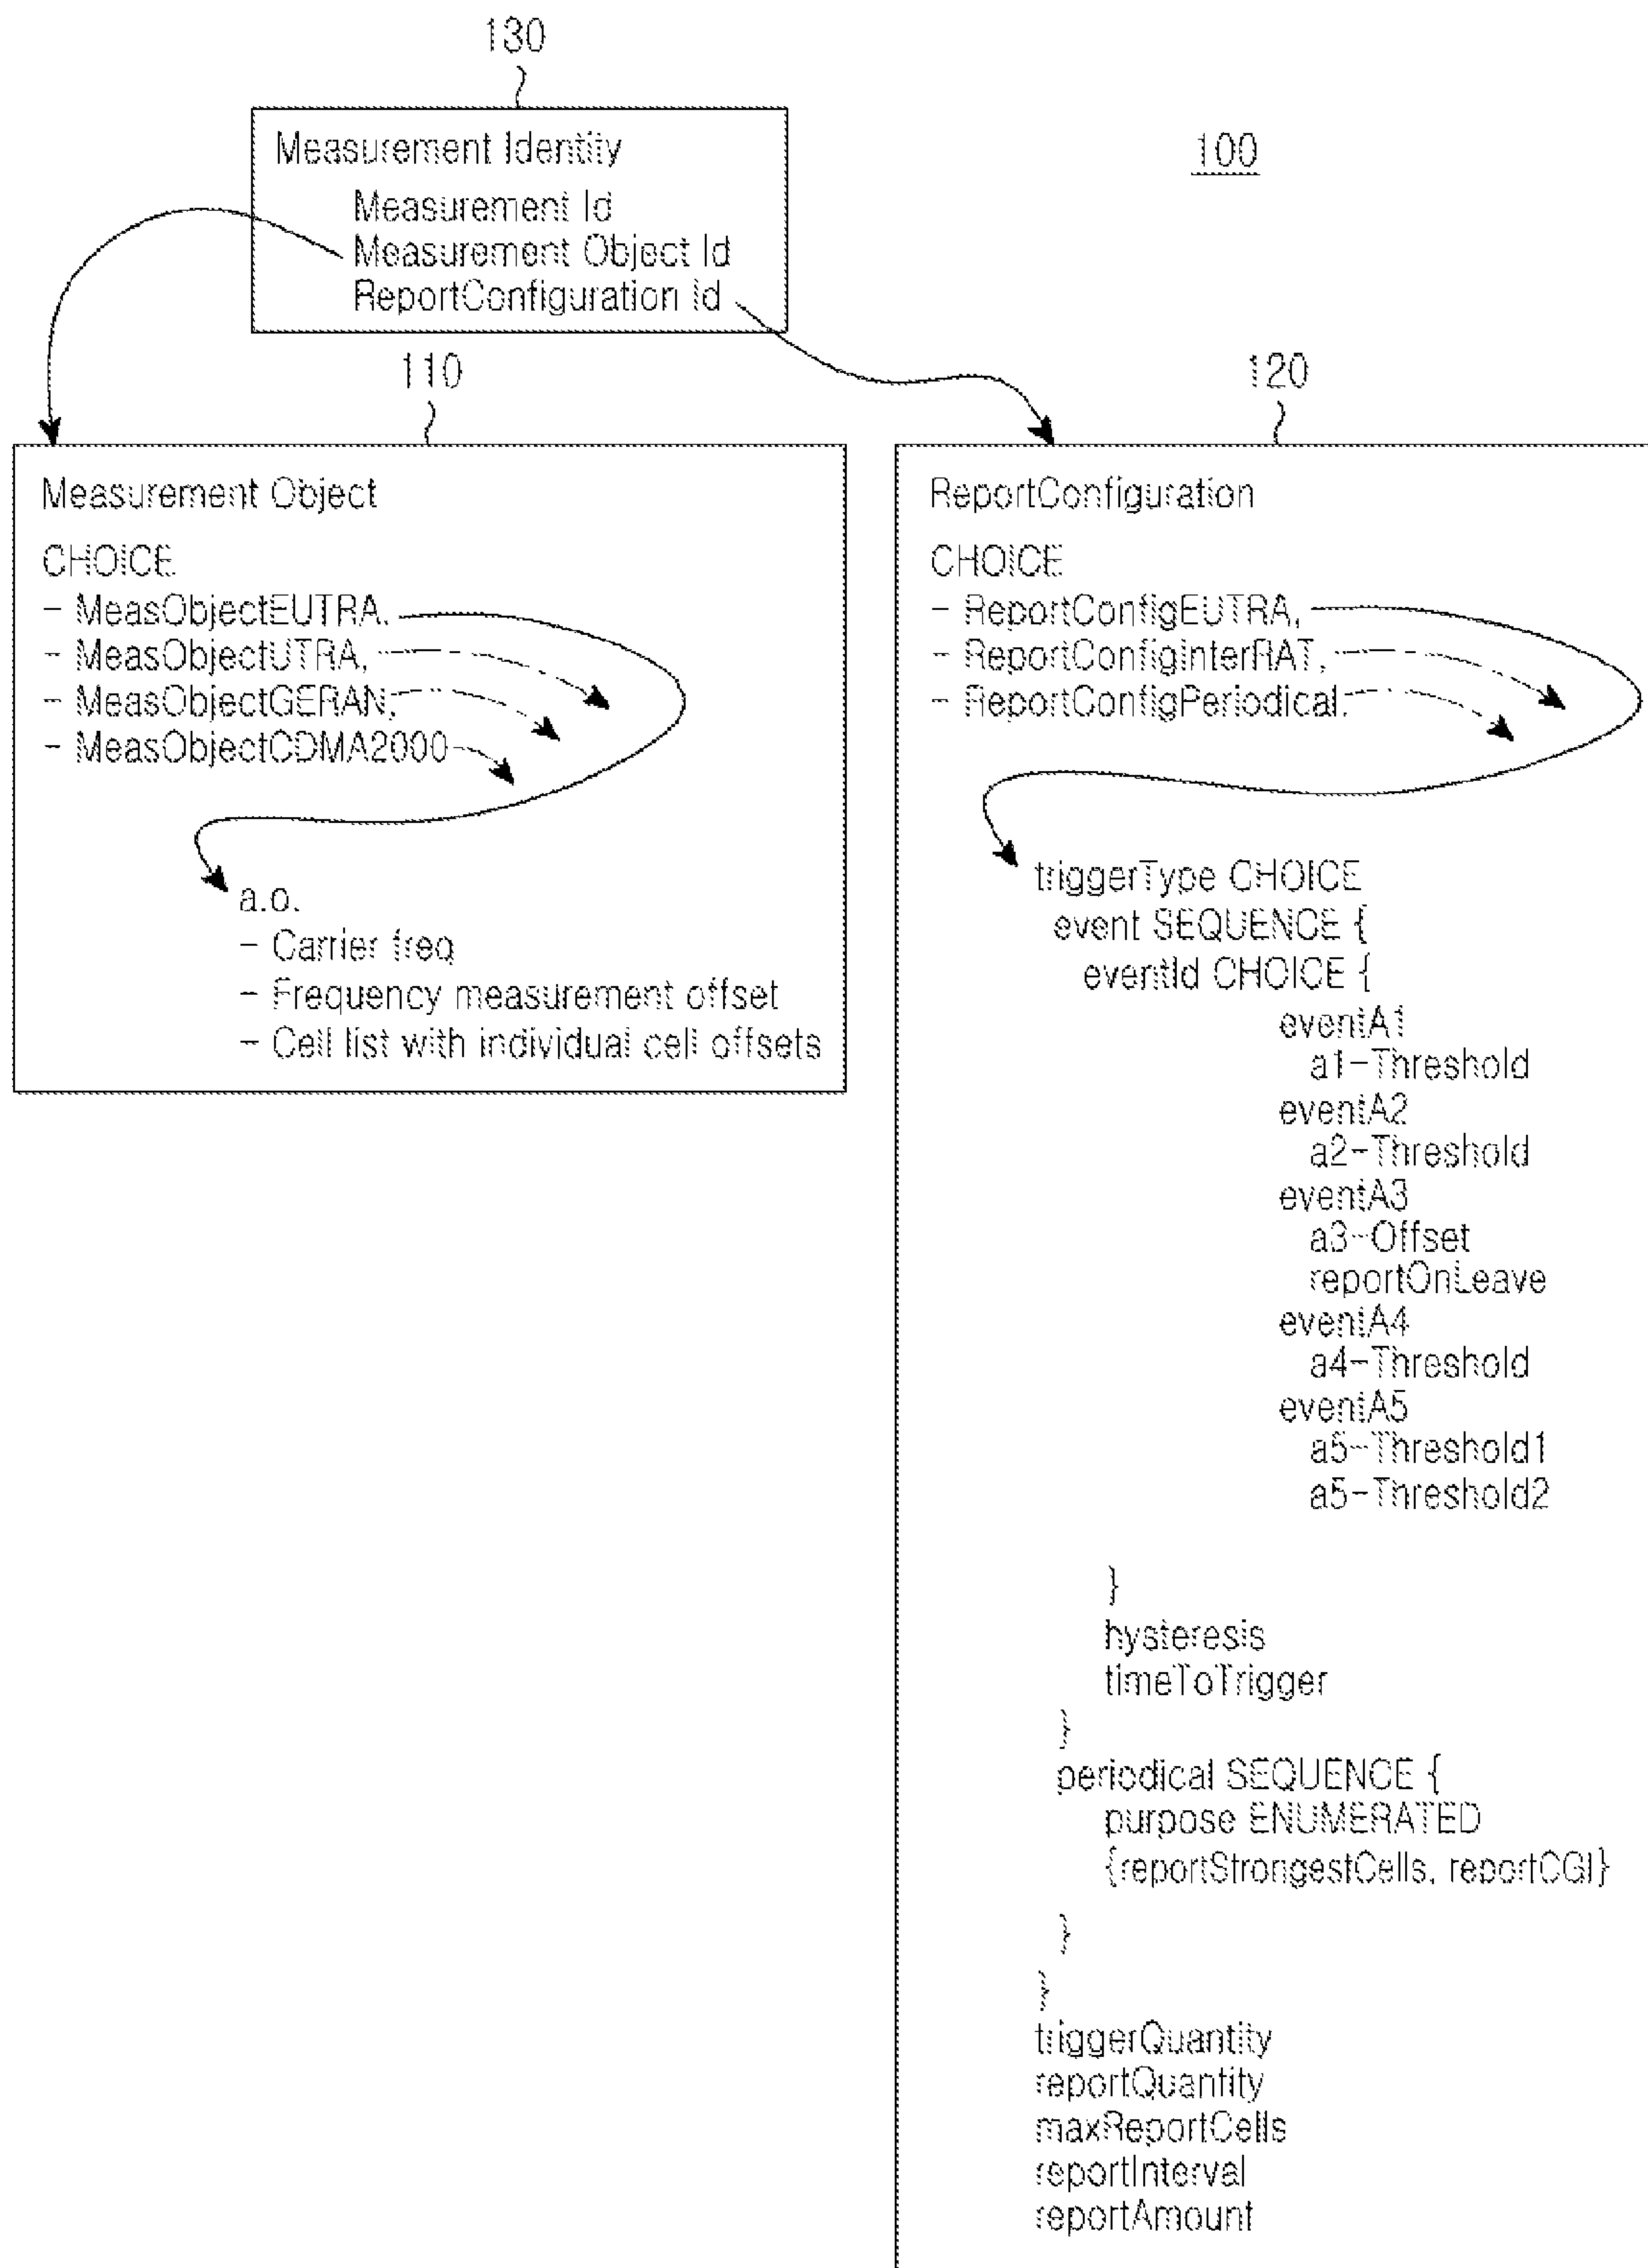 130
100
Measurement Identity
Measurement Id
Measurement Object Id
ReportConfiguration Id
110
120
Measurement Object
CHOICE
- MeasObjectEUTRA,
- MeasObjectUTRA,
- MeasObjectGERAN,
- MeasObjectCDMA2000
a.o.
- Carrier freq
- Frequency measurement offset
- Cell list with individual cell offsets
ReportConfiguration
CHOICE
- ReportConfigEUTRA,
- ReportConfigInterRAT,
- ReportConfigPeriodical,
triggerType CHOICE
event SEQUENCE {
eventId CHOICE {
eventA1
a1-Threshold
eventA2
a2-Threshold
eventA3
a3-Offset
reportOnLeave
eventA4
a4-Threshold
eventA5
a5-Threshold1
a5-Threshold2
}
hysteresis
timeToTrigger
}
periodical SEQUENCE {
purpose ENUMERATED
{reportStrongestCells, reportCGI}
}
}
triggerQuantity
reportQuantity
maxReportCells
reportInterval
reportAmount